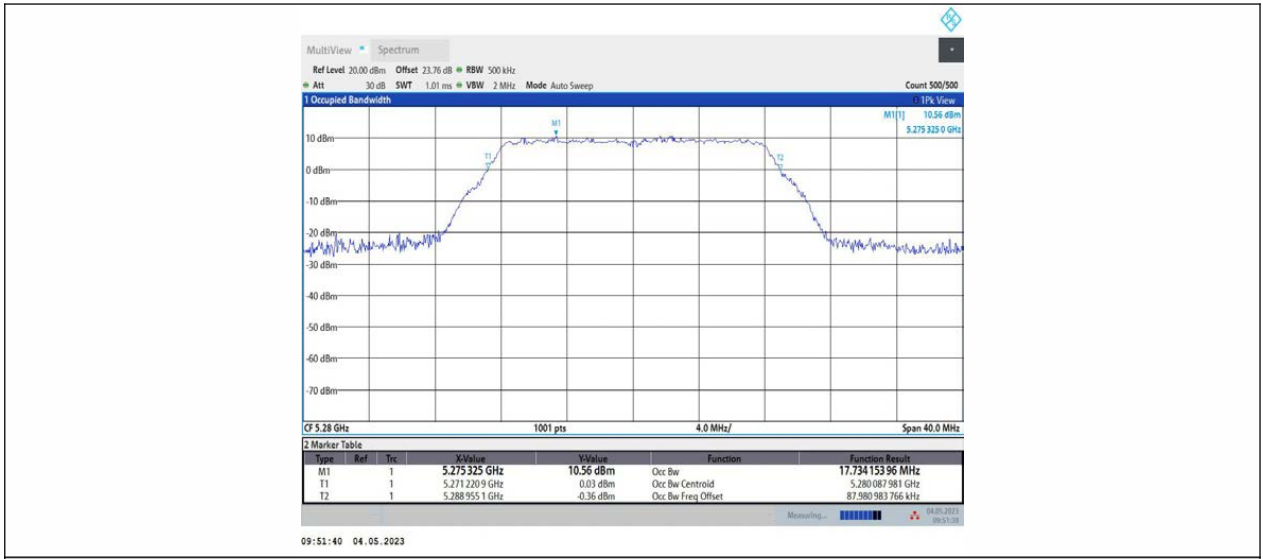 MultiView Spectrum
Ref Level 20.00 dBm Offset 23.76 dB RBW 500 kHz
Att 30 dB SWT 1.01 ms VBW 2 MHz Mode Auto Sweep Count 500/500
1 Occupied Bandwidth 1Pk View
M1[1] 10.56 dBm
5.275 325 0 GHz
M1
10 dBm
T1
T2
0 dBm
-10 dBm
-20 dBm
-30 dBm
-40 dBm
-50 dBm
-60 dBm
-70 dBm
CF 5.28 GHz 1001 pts 4.0 MHz/ Span 40.0 MHz
2 Marker Table
Type Ref Trc X-Value Y-Value Function Function Result
M1 1 5.275325 GHz 10.56 dBm Occ Bw 17.734 153 96 MHz
T1 1 5.271 220 9 GHz 0.03 dBm Occ Bw Centroid 5.280 087 981 GHz
T2 1 5.288 955 1 GHz -0.36 dBm Occ Bw Freq Offset 87.980 983 766 kHz
Measuring... 04.05.2023
09:51:39
09:51:40 04.05.2023